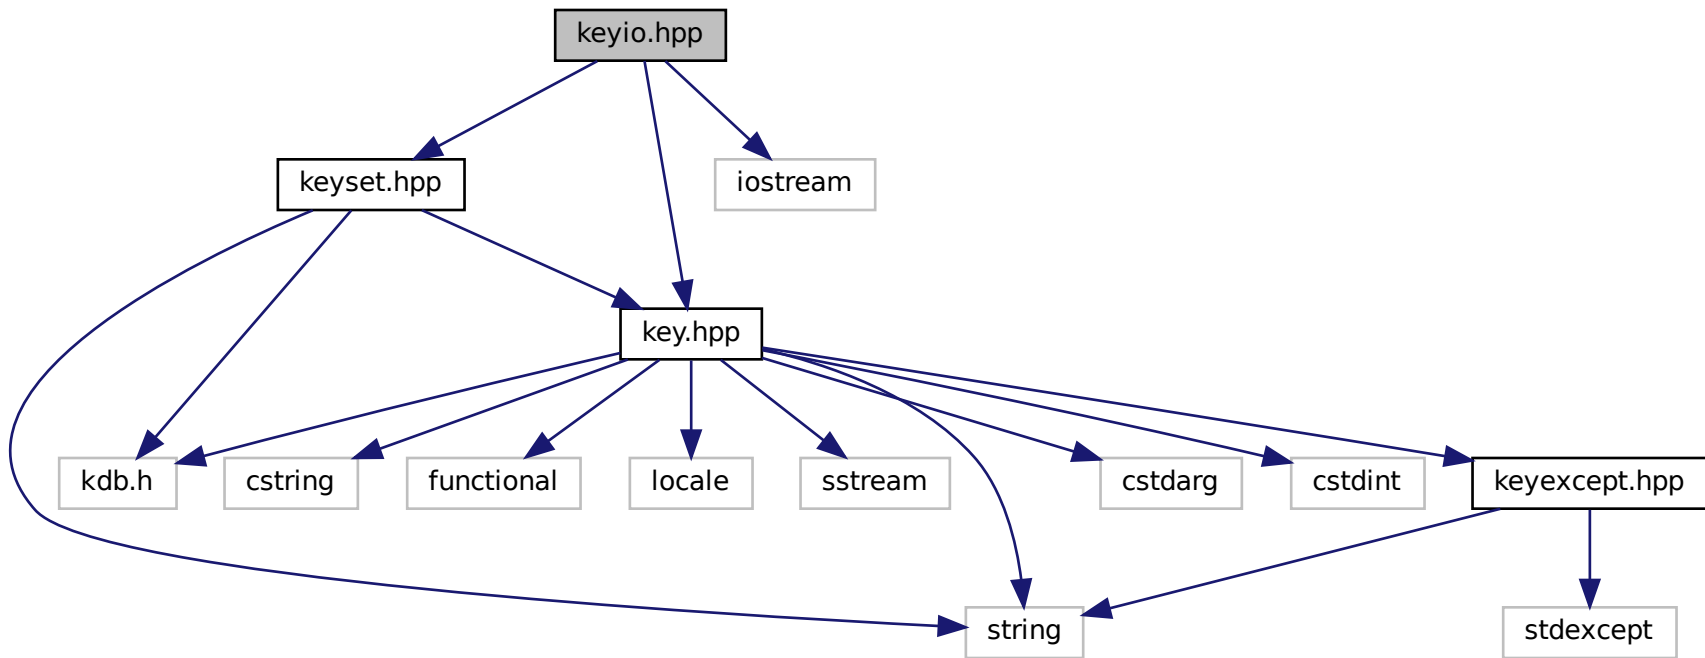 keyio.hpp
keyset.hpp
iostream
key.hpp
kdb.h
cstring
functional
locale
sstream
cstdarg
cstdint
keyexcept.hpp
string
stdexcept